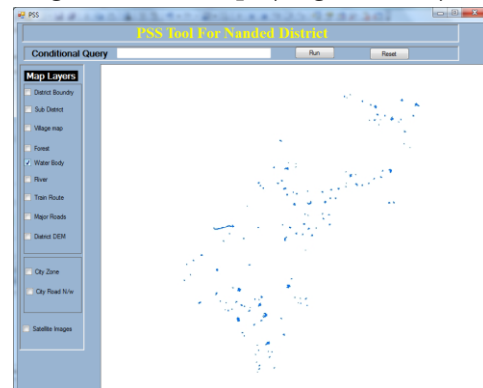 PSS
PSS Tool For Nanded District
Conditional Query
Run
Reset
Map Layers
District Boundry
Sub District
Village map
Forest
Water Body
River
Train Route
Major Roads
District DEM
City Zone
City Road N/w
Satellite Images